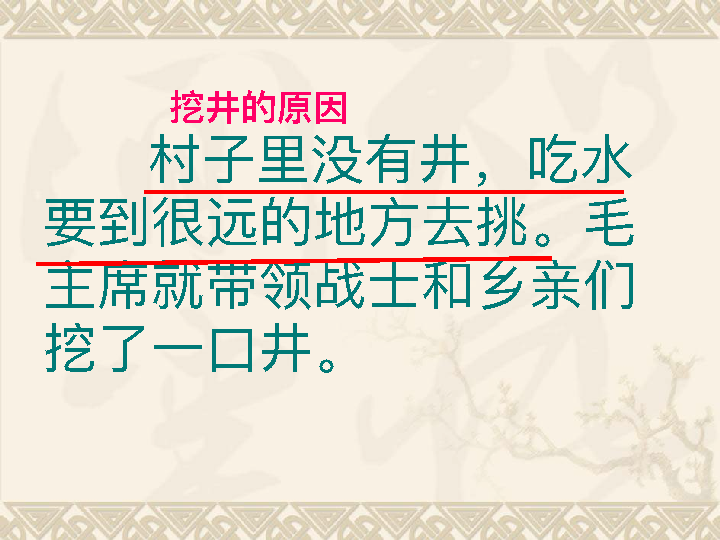 挖井的原因
村子里没有井，吃水
要到很远的地方去挑。毛
主席就带领战士和乡亲们
挖了一口井。